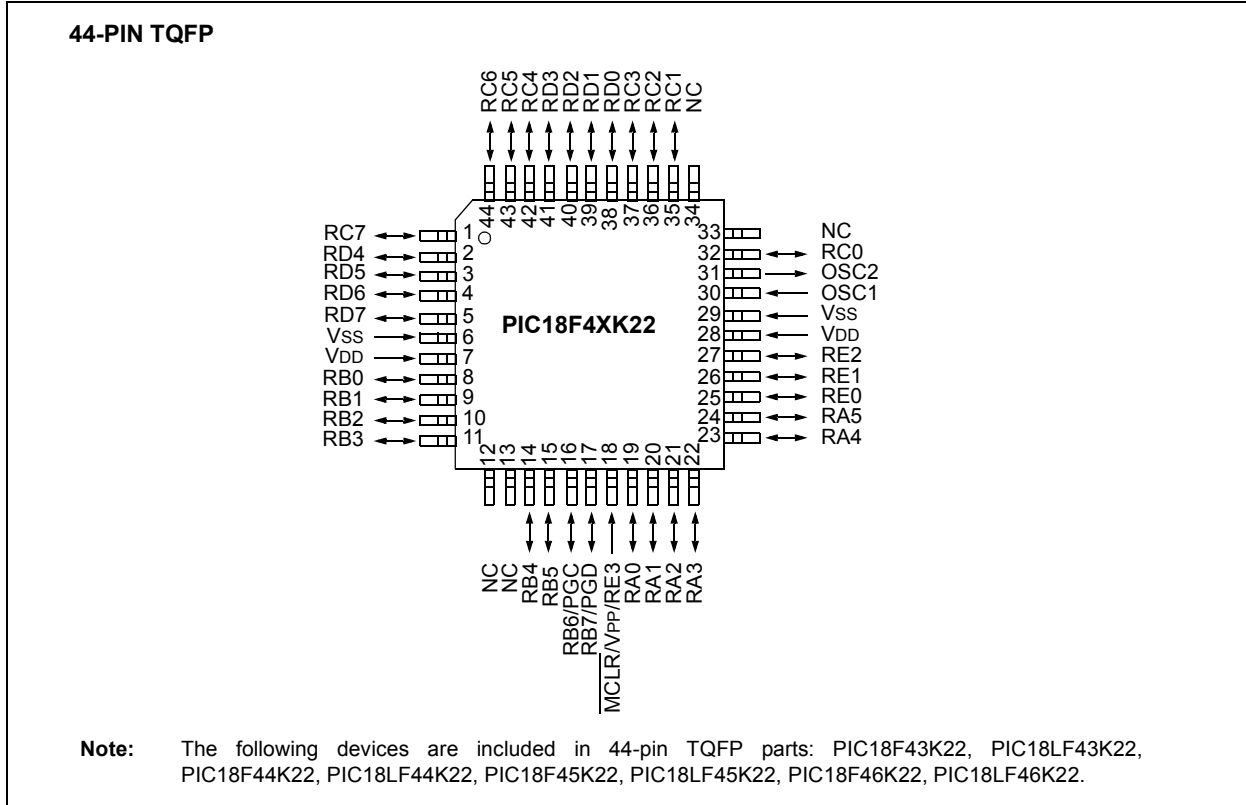 44-PIN TQFP
RC6
RC5
RC4
RD3
RD2
RD1
RD0
RC3
RC2
RC1
NC
44
43
42
41
40
39
38
37
36
35
34
RC7 1
RD4 2
RD5 3
RD6 4
RD7 5
VSS 6
VDD 7
RB0 8
RB1 9
RB2 10
RB3 11
PIC18F4XK22
33 NC
32 RC0
31 OSC2
30 OSC1
29 VSS
28 VDD
27 RE2
26 RE1
25 RE0
24 RA5
23 RA4
12
13
14
15
16
17
18
19
20
21
22
NC
NC
RB4
RB5
RB6/PGC
RB7/PGD
MCLR/VPP/RE3
RA0
RA1
RA2
RA3
Note: The following devices are included in 44-pin TQFP parts: PIC18F43K22, PIC18LF43K22,
PIC18F44K22, PIC18LF44K22, PIC18F45K22, PIC18LF45K22, PIC18F46K22, PIC18LF46K22.